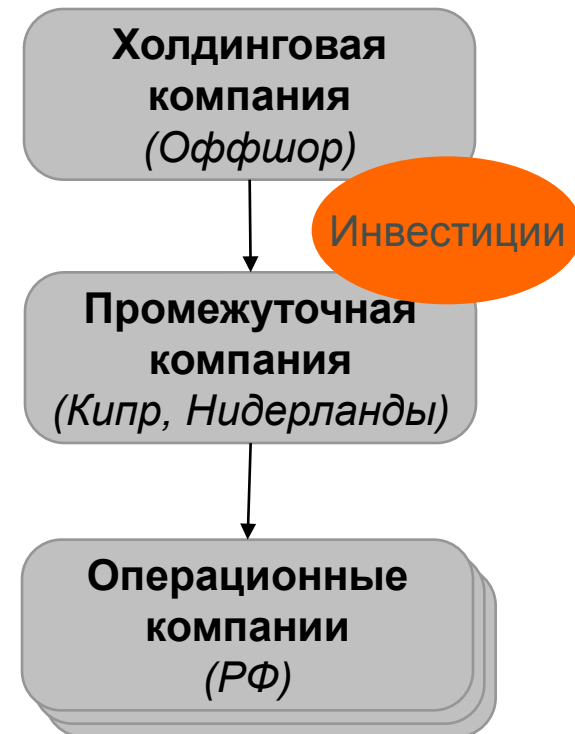 Холдинговая
компания
(Оффшор)
Инвестиции
Промежуточная
компания
(Кипр, Нидерланды)
Операционные
компании
(РФ)